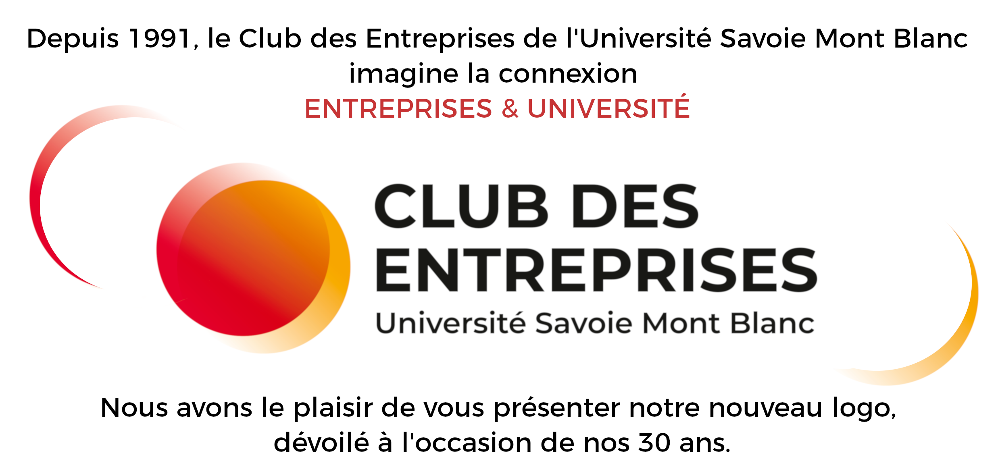 Depuis 1991, le Club des Entreprises de l'Université Savoie Mont Blanc
imagine la connexion
ENTREPRISES & UNIVERSITÉ
CLUB DES
ENTREPRISES
Université Savoie Mont Blanc
Nous avons le plaisir de vous présenter notre nouveau logo,
dévoilé à l'occasion de nos 30 ans.